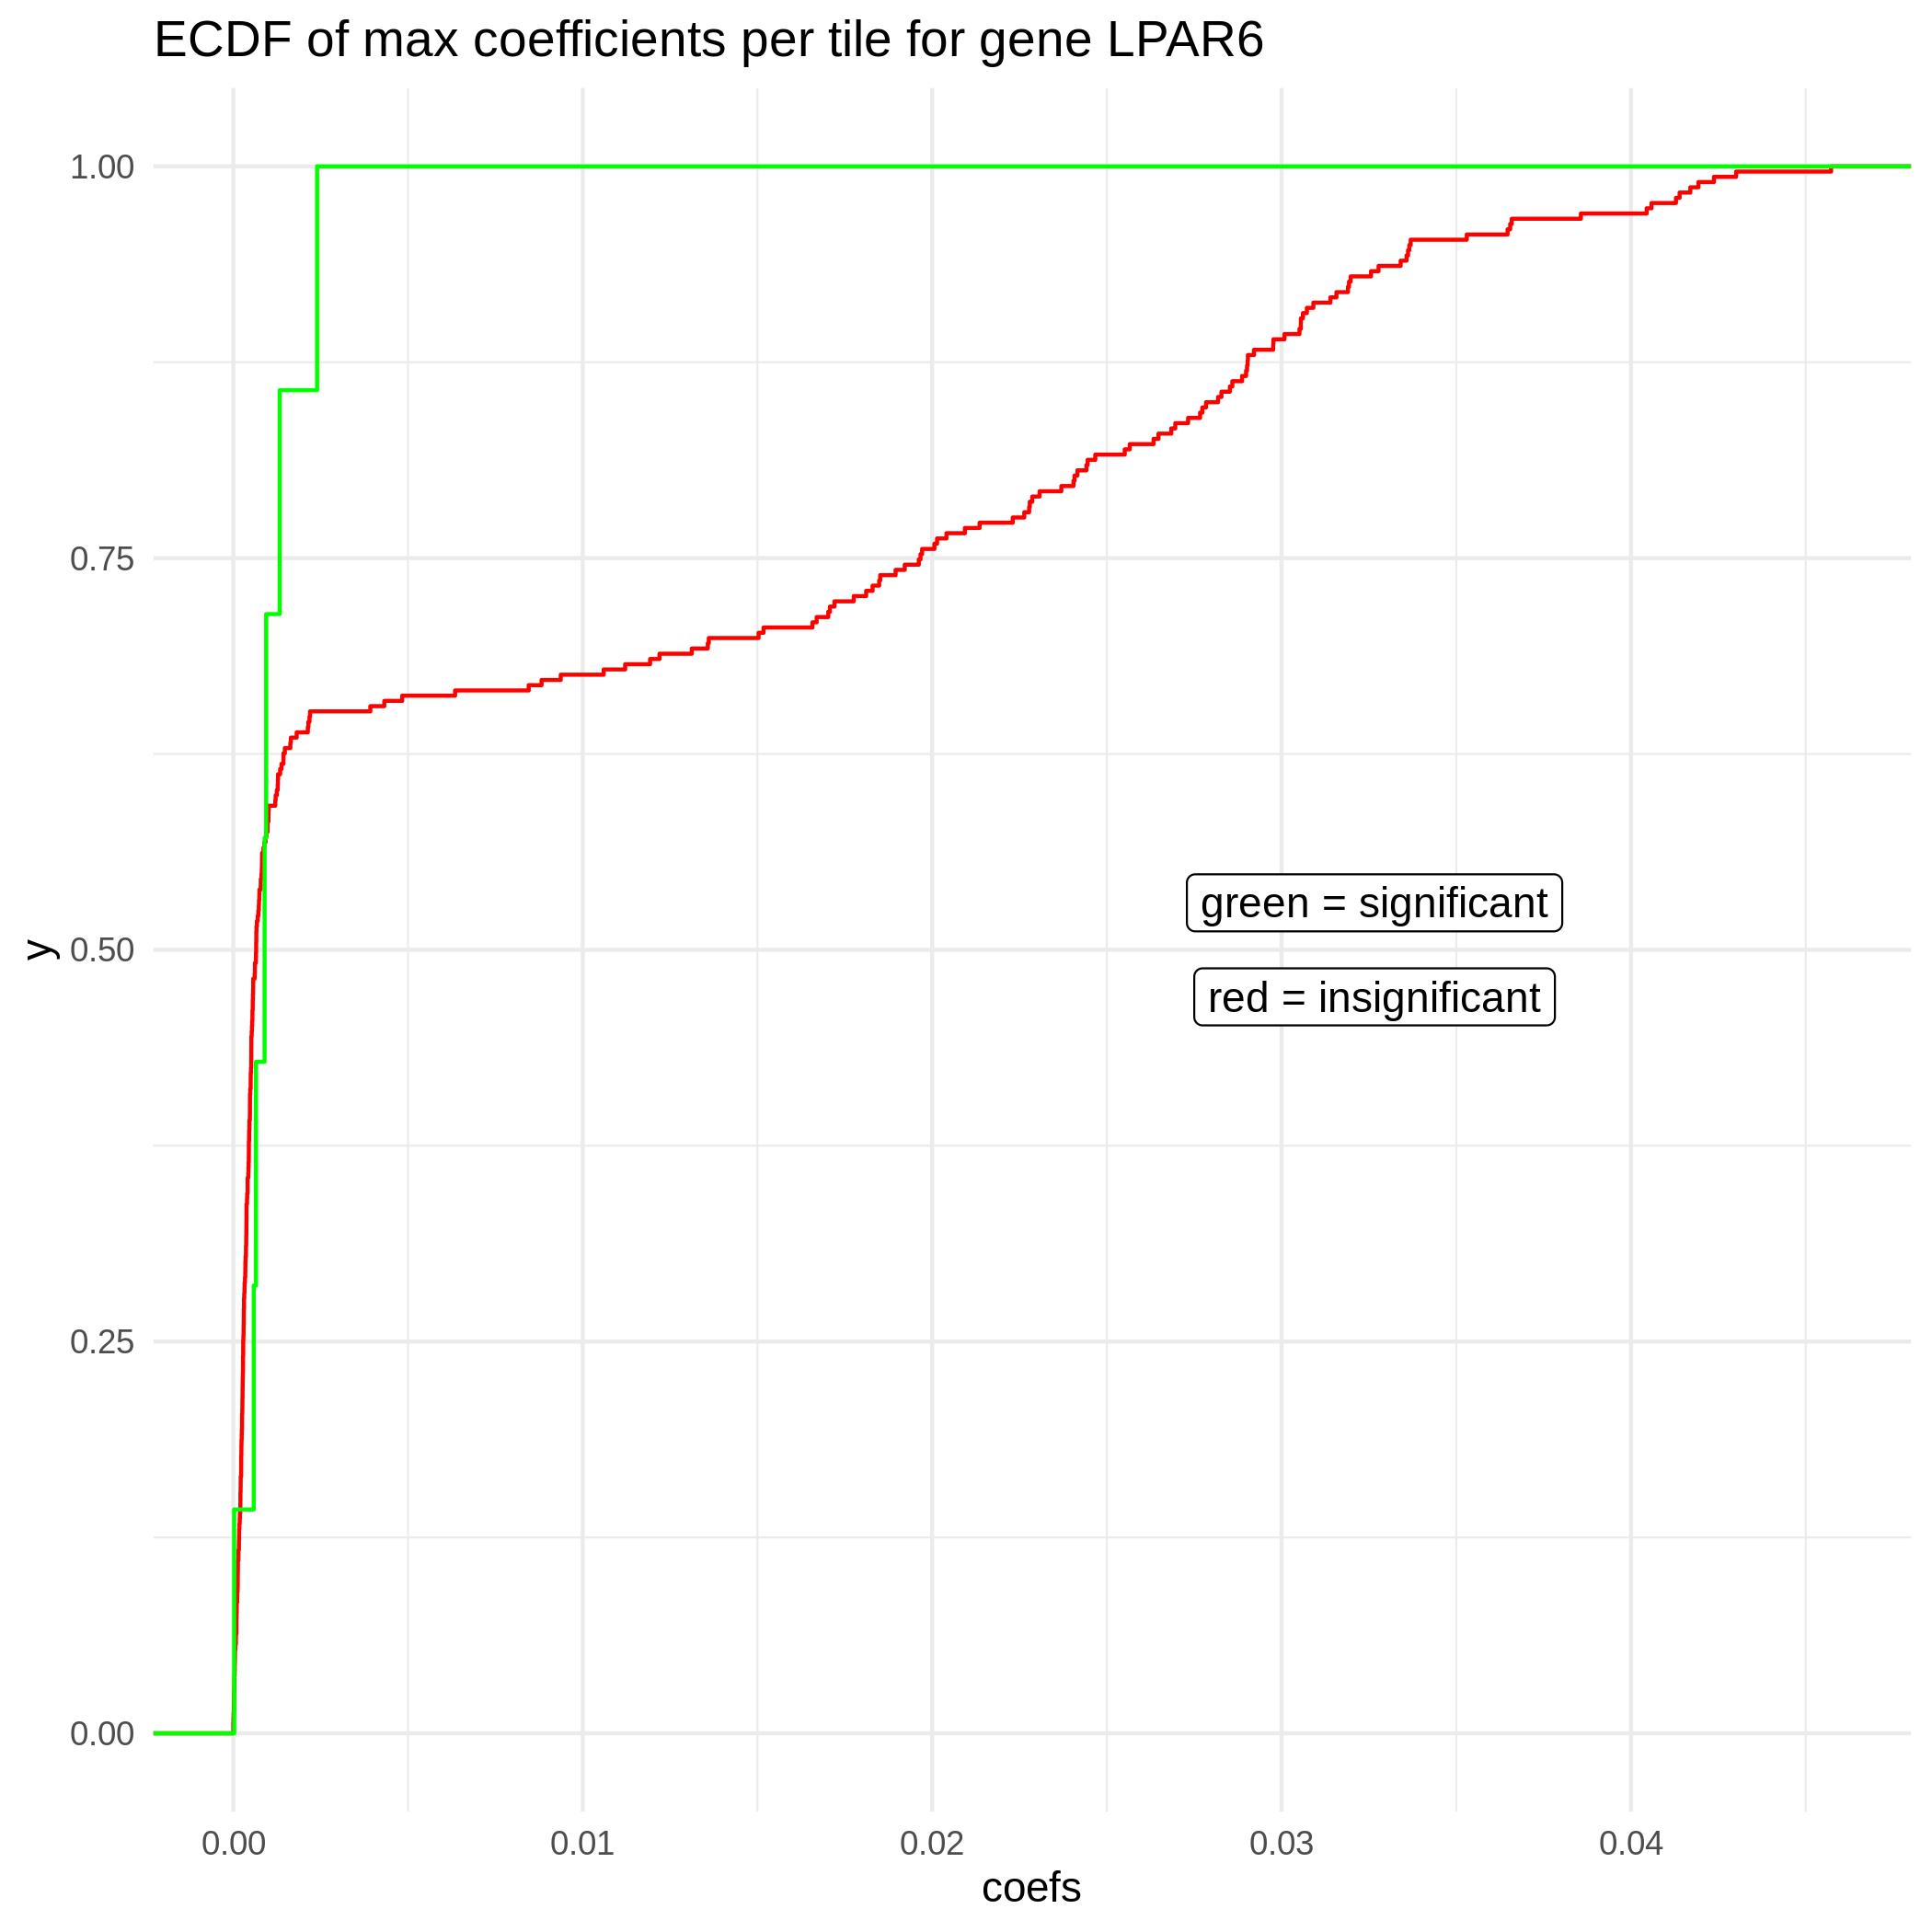 ECDF of max coefficients per tile for gene LPAR6
1.00
0.75
0.50
0.25
0.00
y
green = significant
red = insignificant
0.00 0.01 0.02 0.03 0.04
coefs